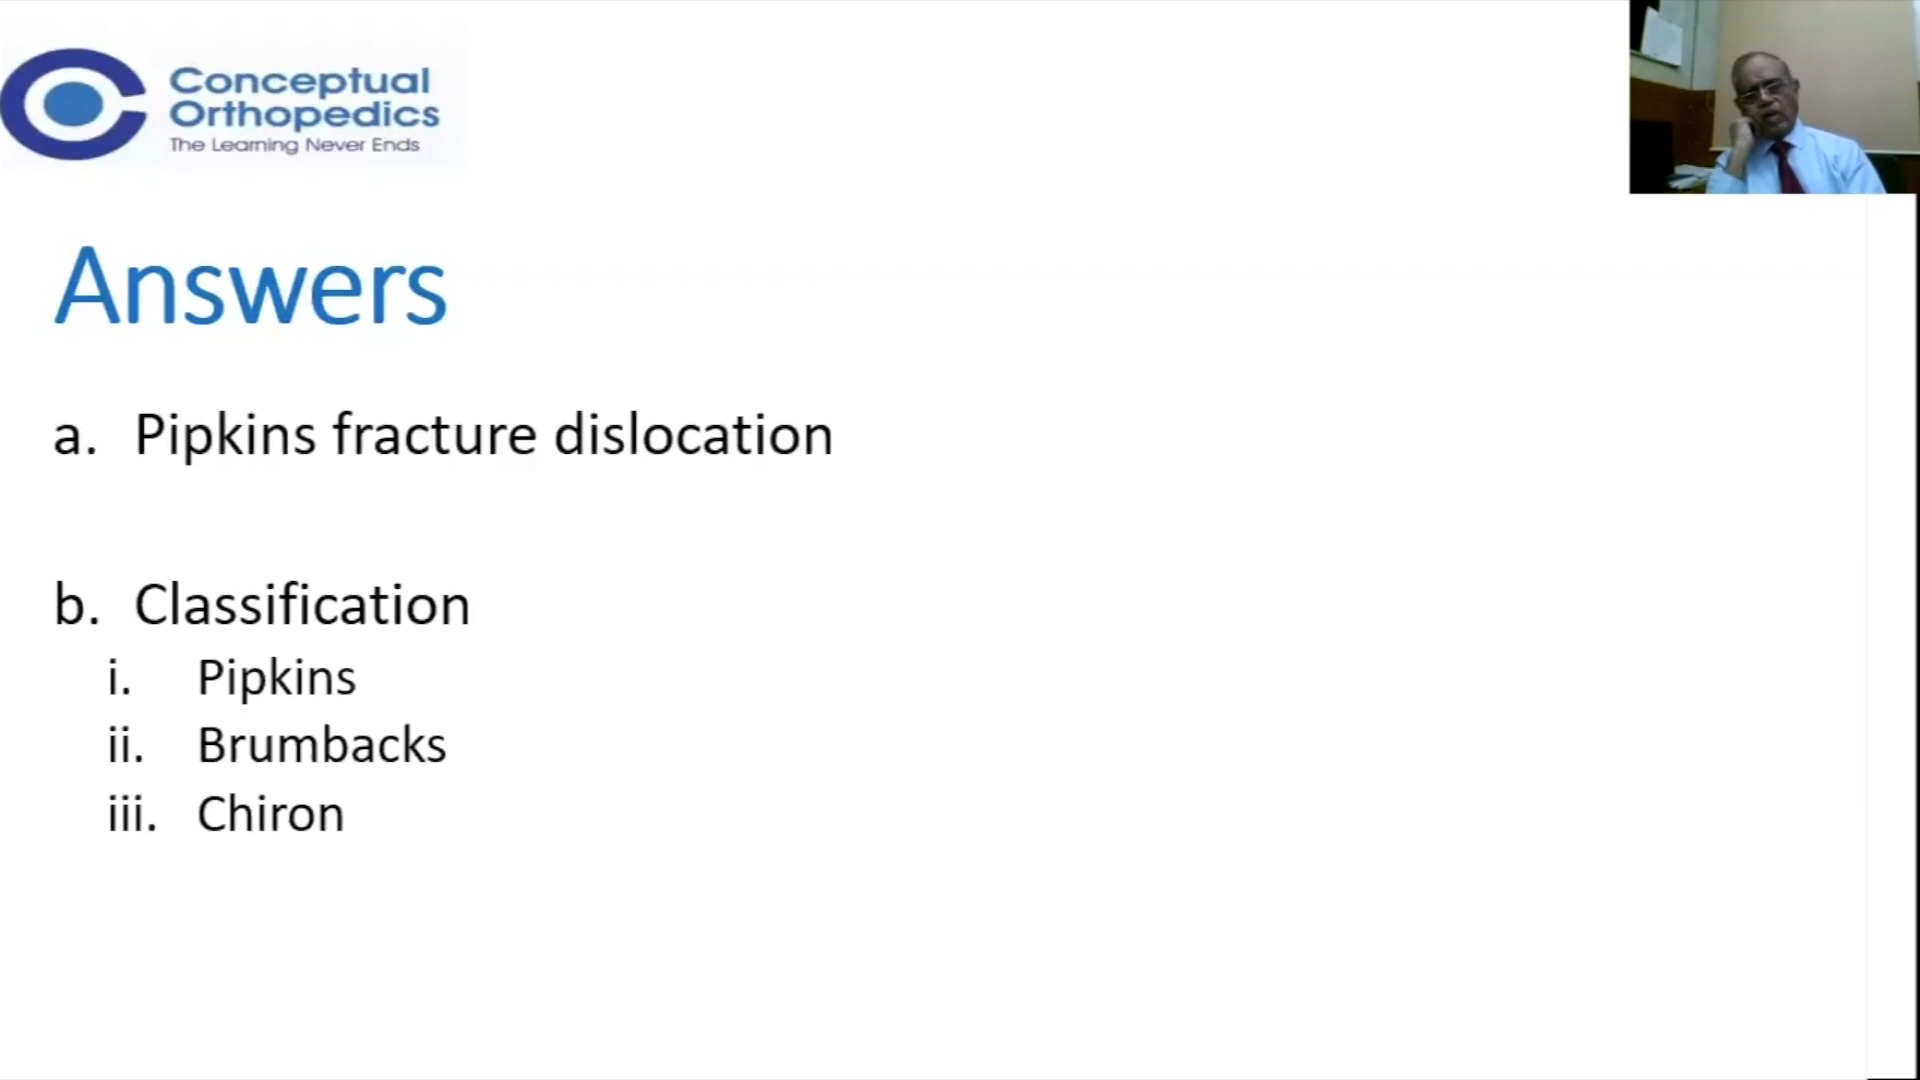 Conceptual
Orthopedics
The Learning Never Ends
Answers
a. Pipkins fracture dislocation
b. Classification
i. Pipkins
ii. Brumbacks
iii. Chiron